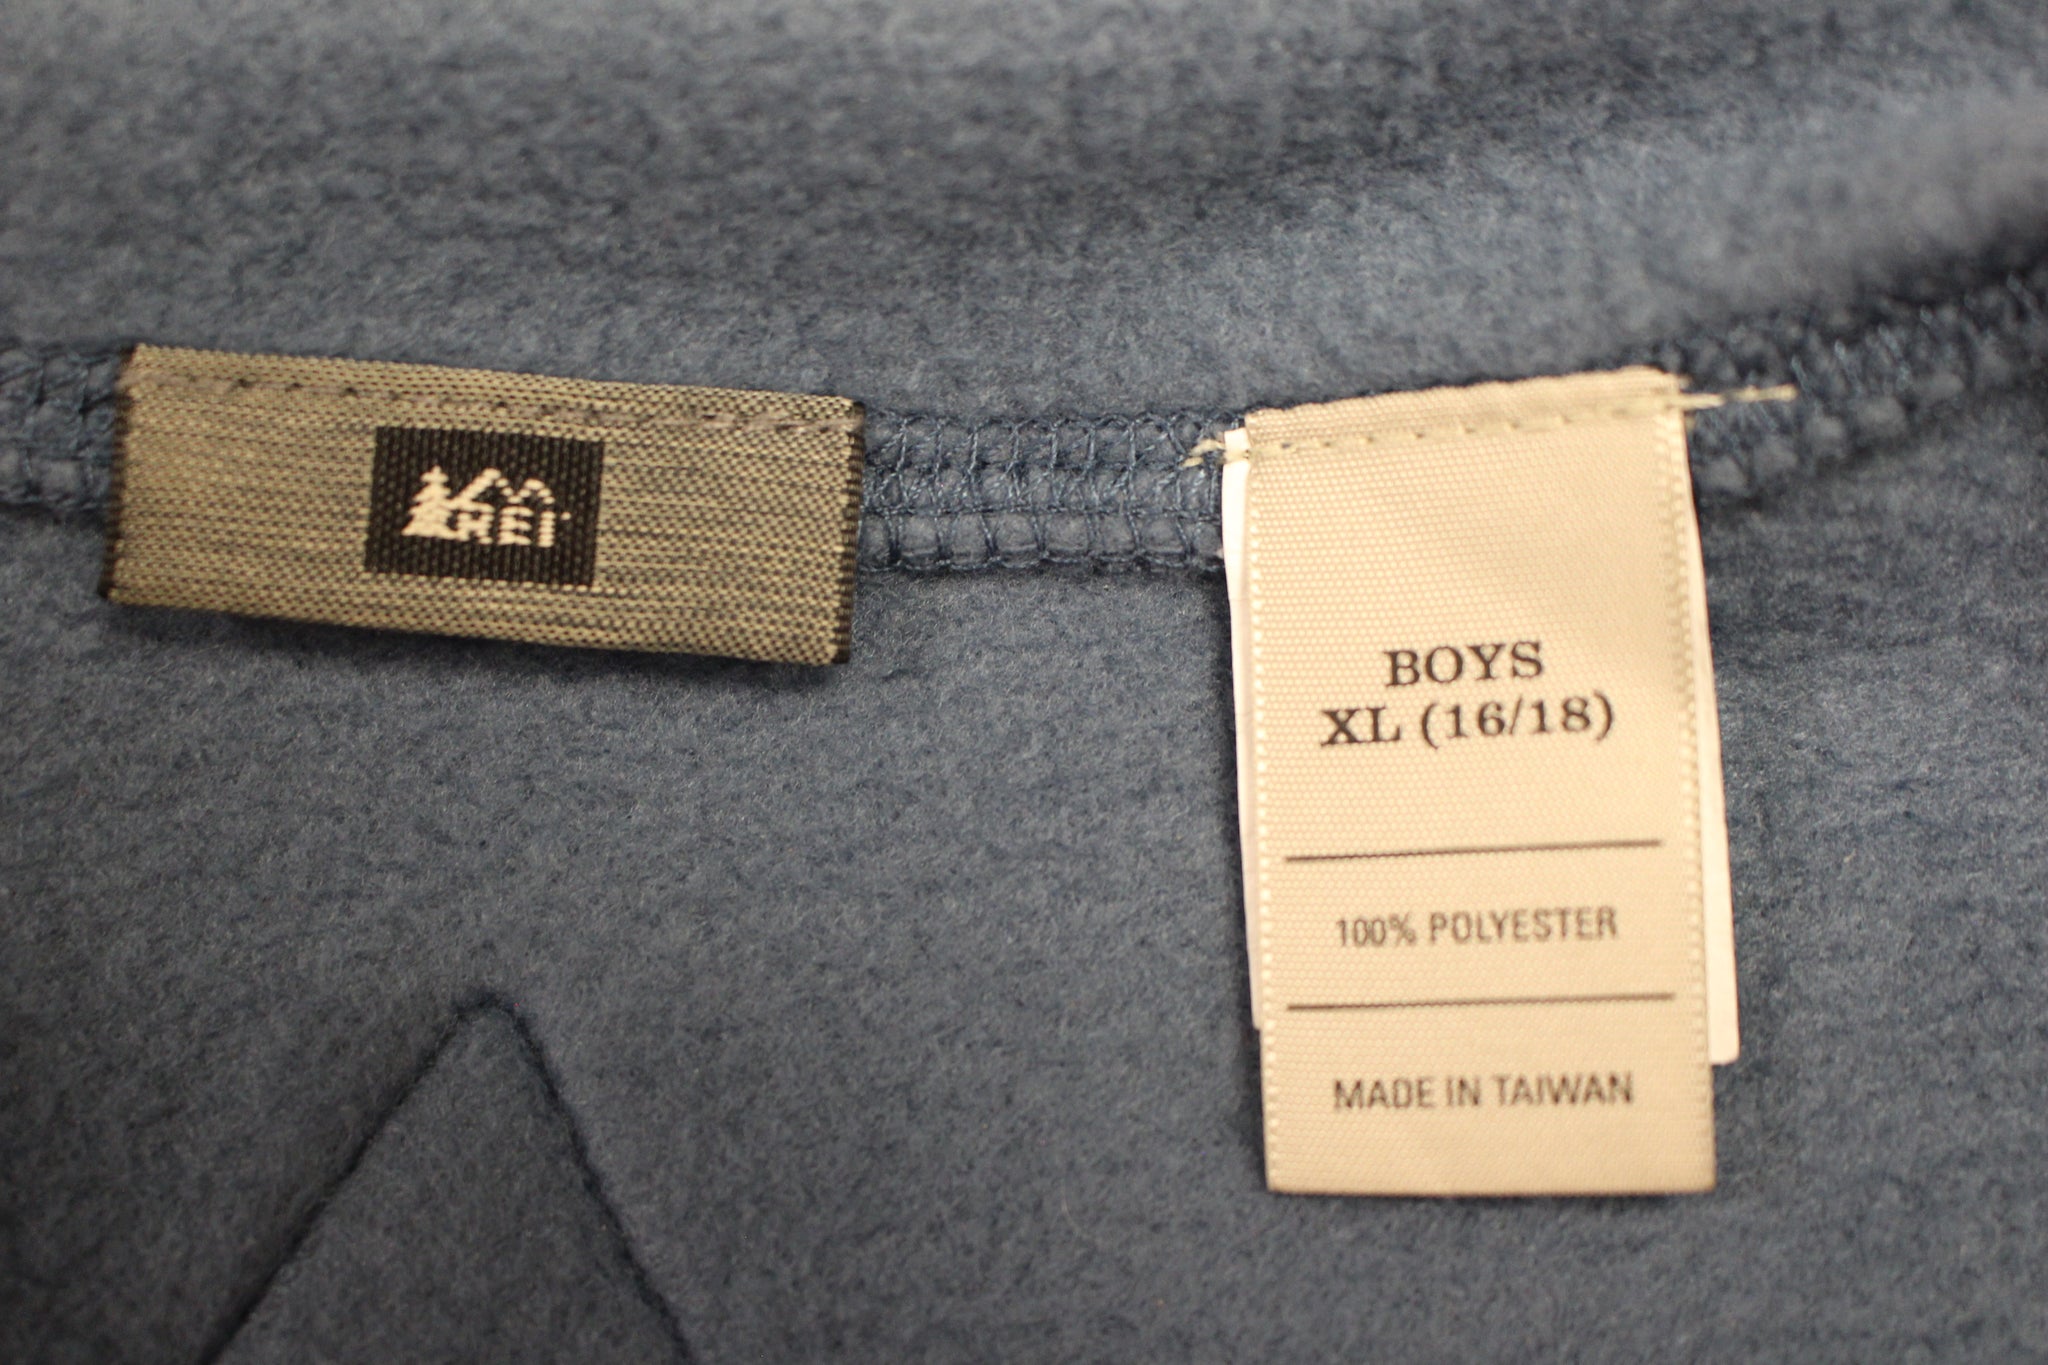 REI
BOYS
XL (16/18)
100% POLYESTER
MADE IN TAIWAN